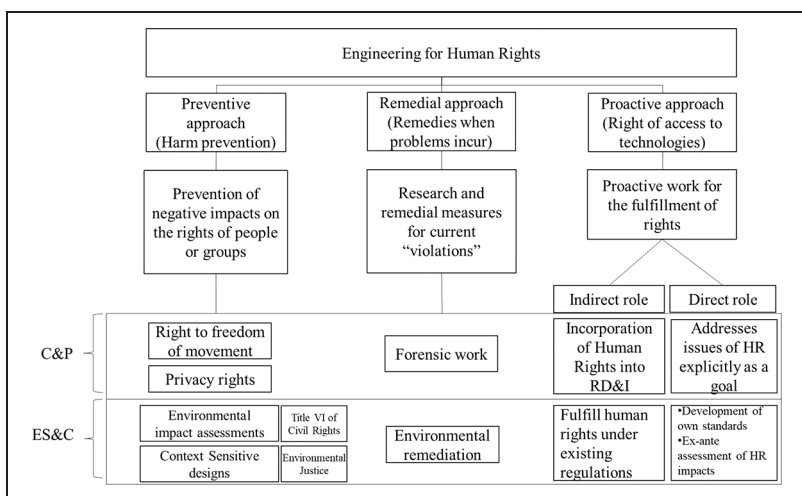 Engineering for Human Rights
Preventive
approach
(Harm prevention)
Remedial approach
(Remedies when
problems incur)
Proactive approach
(Right of access to
technologies)
Prevention of
negative impacts on
the rights of people
or groups
Research and
remedial measures
for current
“violations”
Proactive work for
the fulfillment of
rights
Indirect role
Direct role
C&P
Right to freedom
of movement
Privacy rights
Forensic work
Incorporation
of Human
Rights into
RD&I
Addresses
issues of HR
explicitly as a
goal
ES&C
Environmental
impact assessments
Title VI of
Civil Rights
Context Sensitive
designs
Environmental
Justice
Environmental
remediation
Fulfill human
rights under
existing
regulations
•Development of
own standards
•Ex-ante
assessment of HR
impacts